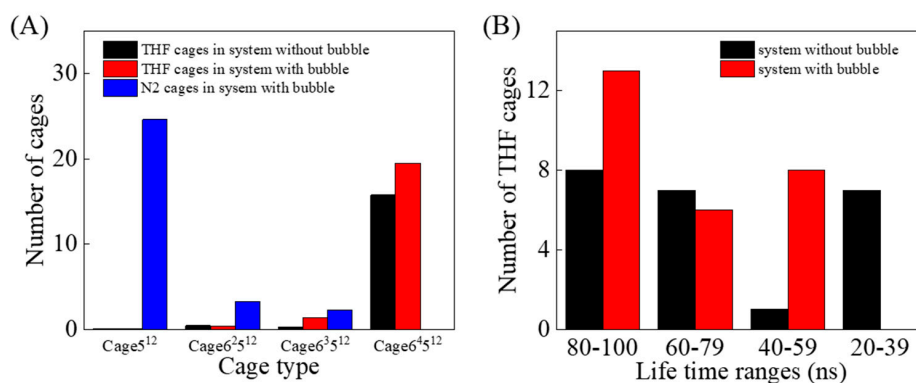 (A)
THF cages in system without bubble
THF cages in system with bubble
N2 cages in sysem with bubble
Number of cages
30
20
10
0
Cage5¹² Cage6²5¹² Cage6³5¹² Cage6⁴5¹²
Cage type
(B)
system without bubble
system with bubble
Number of THF cages
12
8
4
0
80-100 60-79 40-59 20-39
Life time ranges (ns)